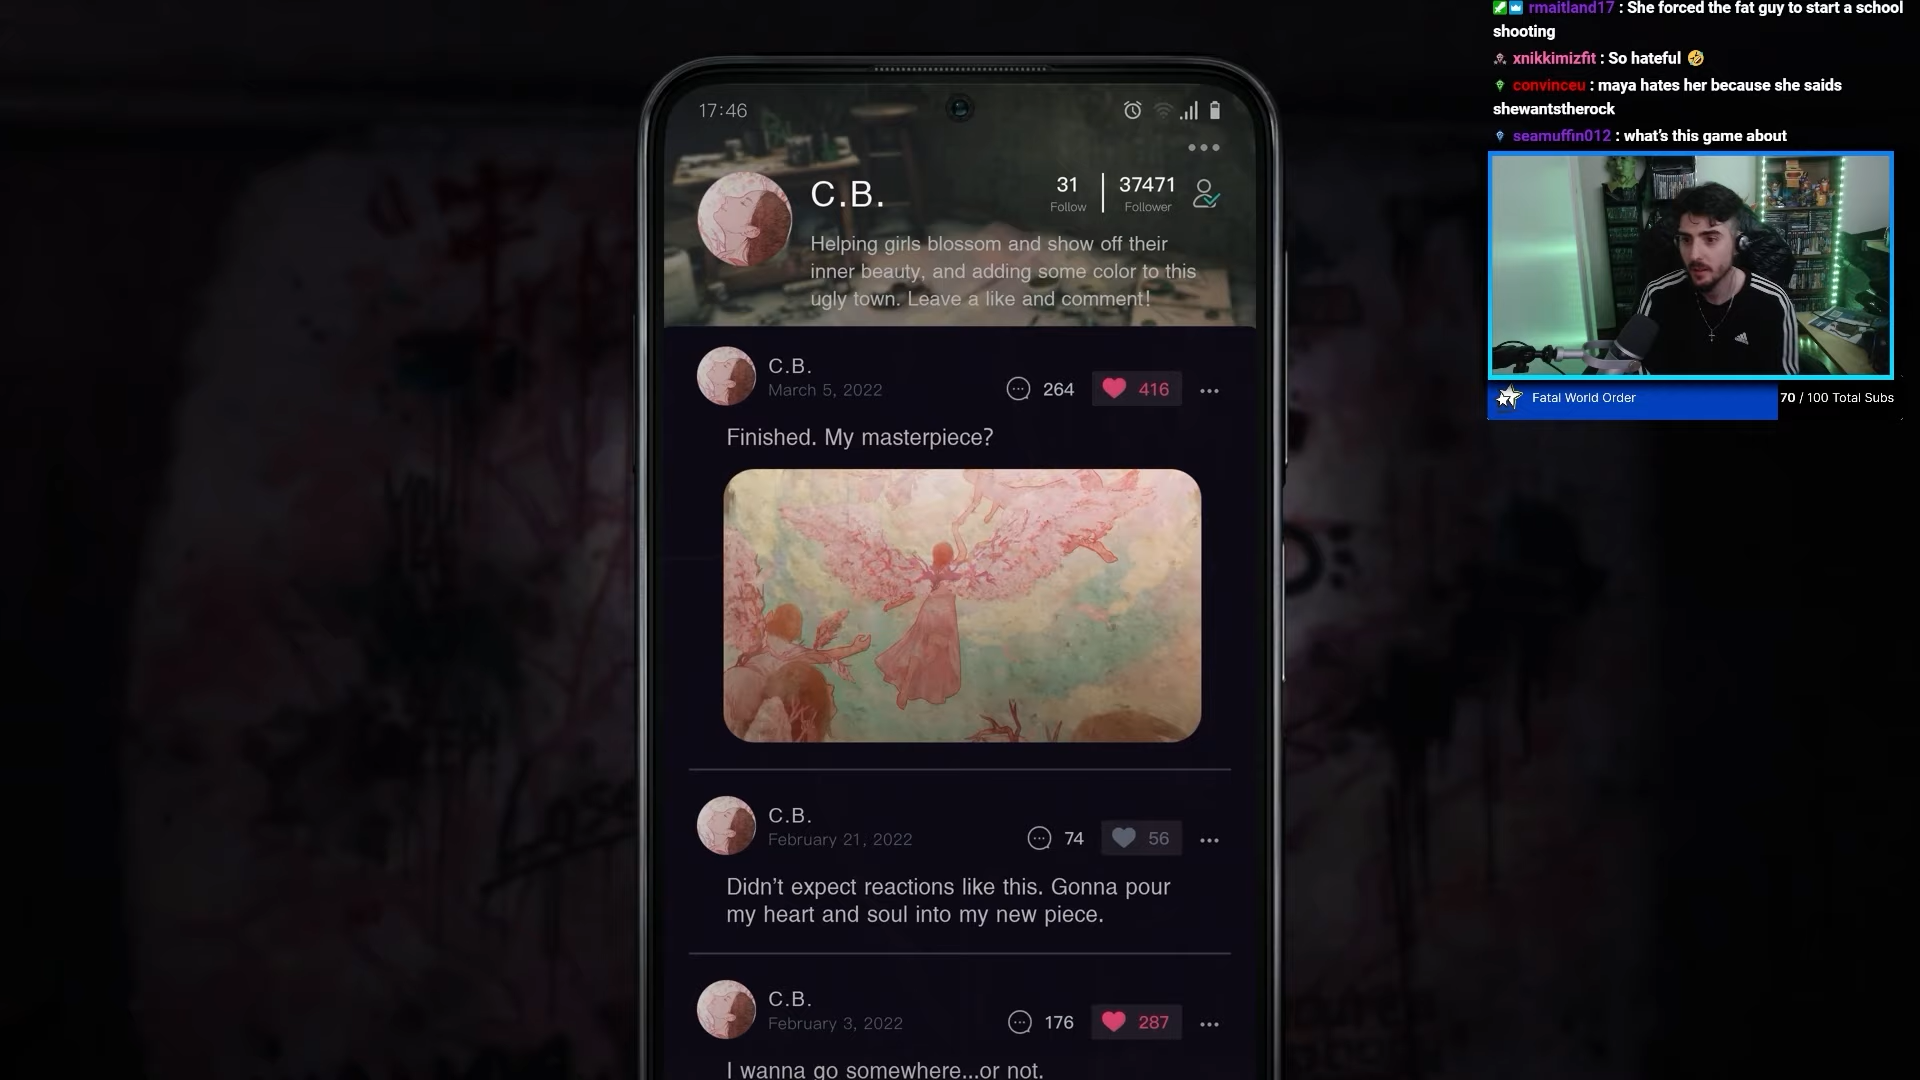 17:46
C.B.
31
Follow
37471
Follower
Helping girls blossom and show off their
inner beauty, and adding some color to this
ugly town. Leave a like and comment!
C.B.
March 5, 2022
264
416
Finished. My masterpiece?
C.B.
February 21, 2022
74
56
Didn't expect reactions like this. Gonna pour
my heart and soul into my new piece.
C.B.
February 3, 2022
176
287
I wanna go somewhere...or not.
rmaitland17 : She forced the fat guy to start a school
shooting
xnikkimizfit : So hateful 🤣
convinceu : maya hates her because she saids
shewantstherock
seamuffin012 : what's this game about
Fatal World Order
70 / 100 Total Subs